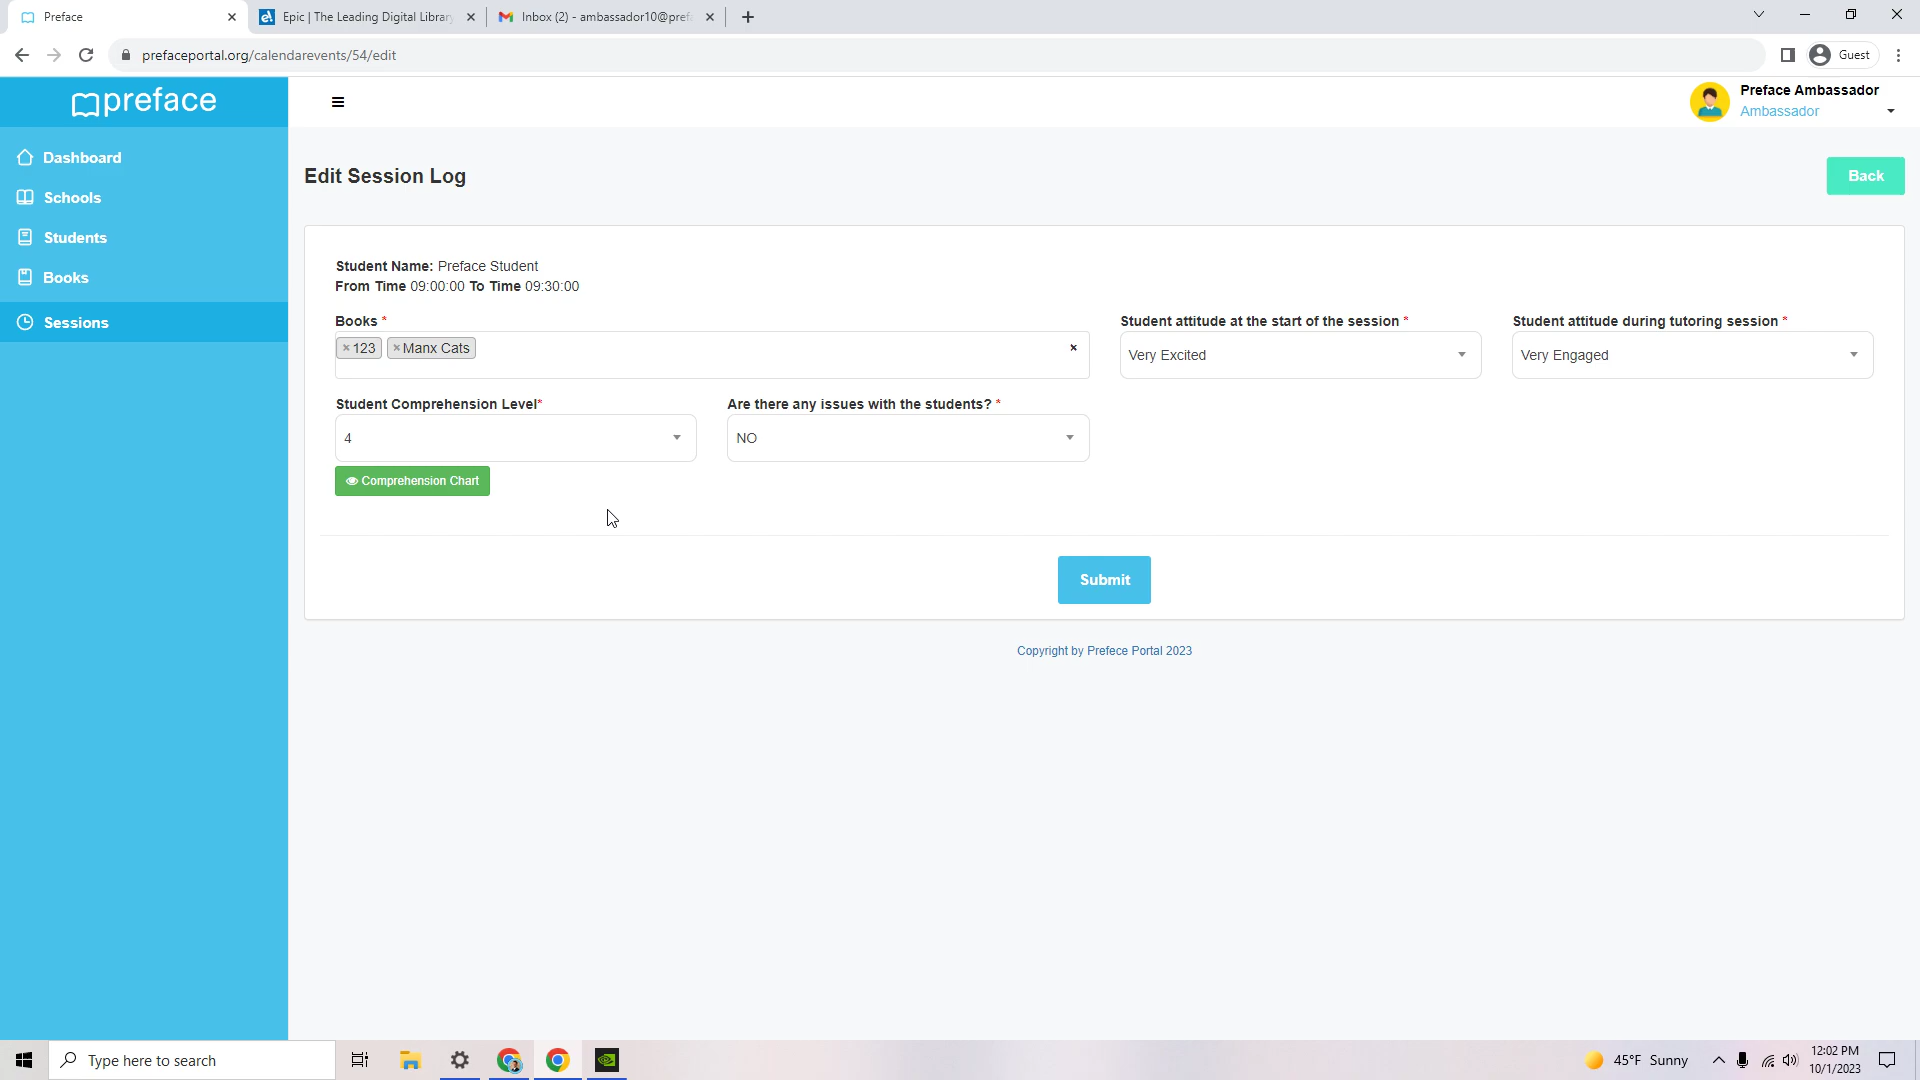 Preface
Epic | The Leading Digital Library
Inbox (2) - ambassador10@pref
prefaceportal.org/calendarevents/54/edit
Guest
preface
Preface Ambassador
Ambassador
Dashboard
Schools
Students
Books
Sessions
Edit Session Log
Back
Student Name: Preface Student
From Time 09:00:00 To Time 09:30:00
Books *
× 123 × Manx Cats ×
Student attitude at the start of the session *
Very Excited
Student attitude during tutoring session *
Very Engaged
Student Comprehension Level*
4
Are there any issues with the students? *
NO
Comprehension Chart
Submit
Copyright by Prefece Portal 2023
Type here to search
45°F Sunny
12:02 PM
10/1/2023